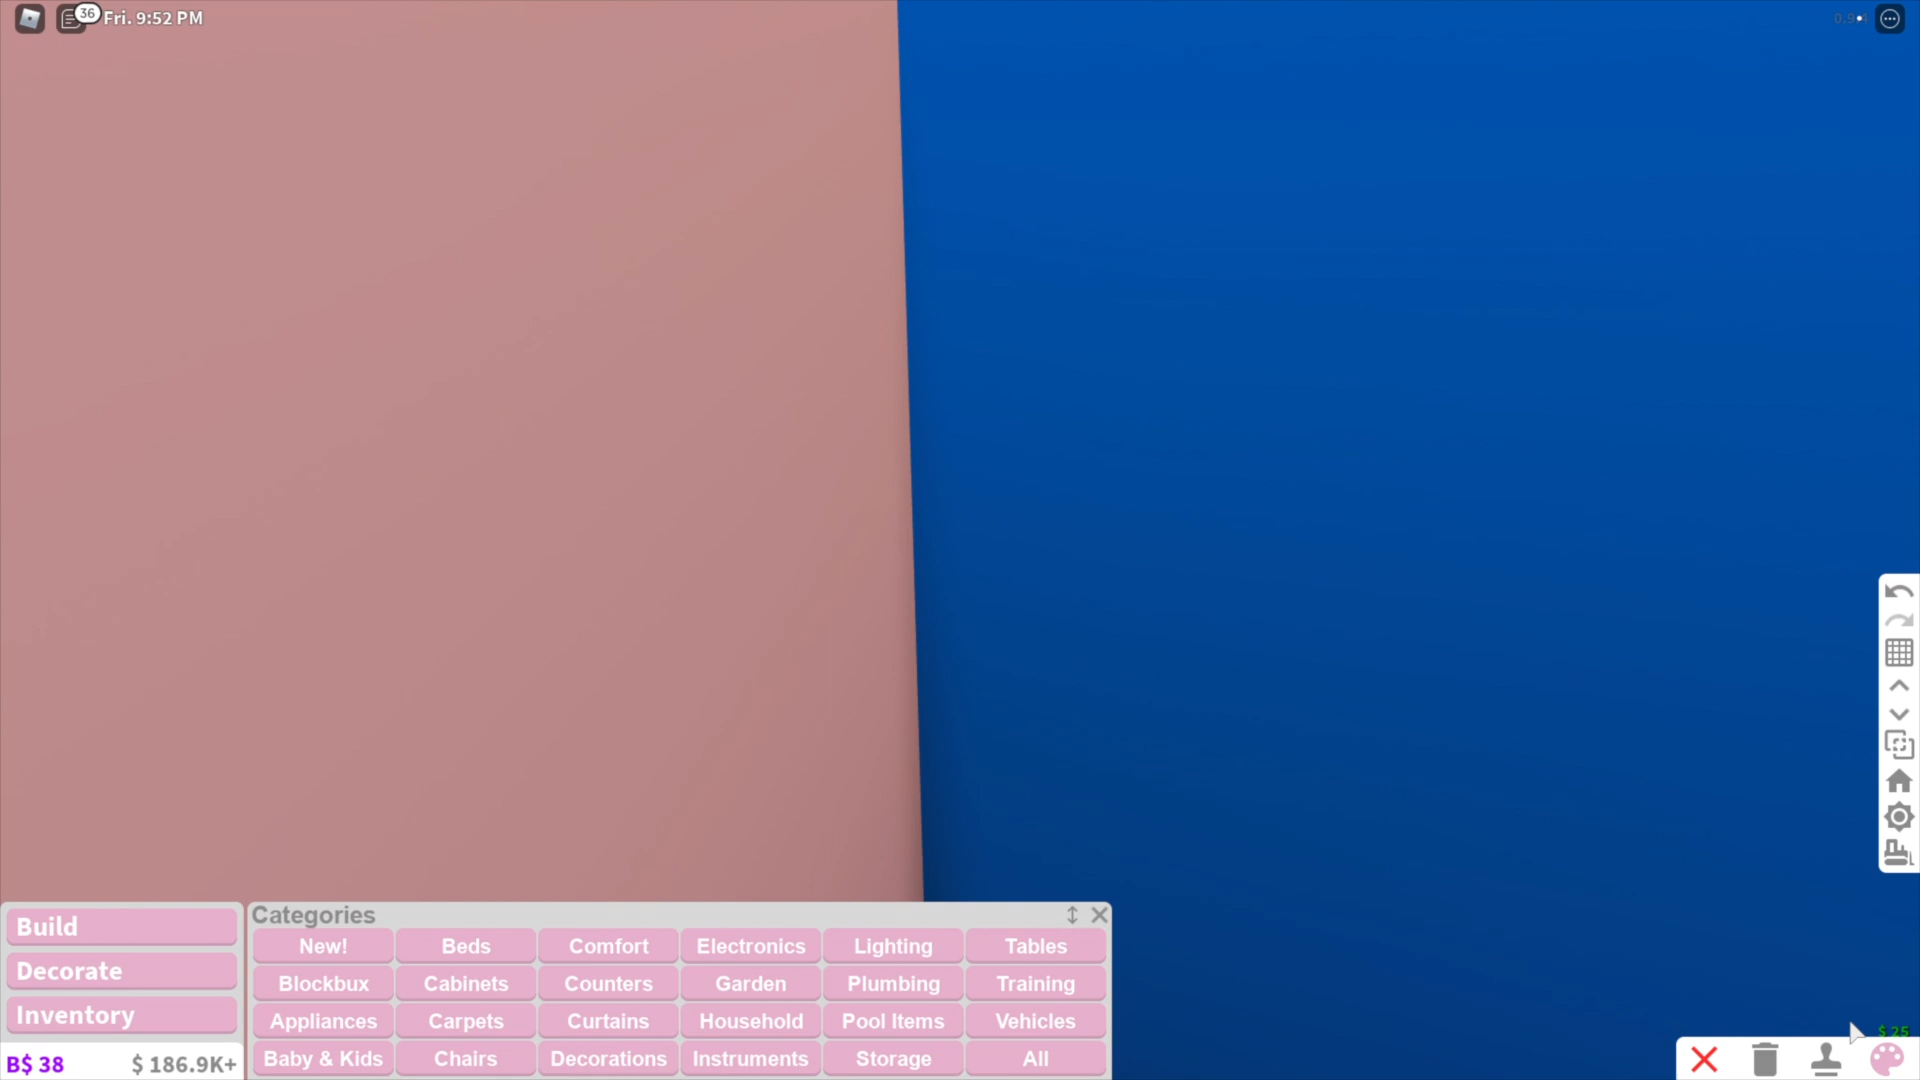 36 Fri. 9:52 PM
Build
Decorate
Inventory
B$ 38 $ 186.9K+
Categories
New! Beds Comfort Electronics Lighting Tables
Blockbux Cabinets Counters Garden Plumbing Training
Appliances Carpets Curtains Household Pool Items Vehicles
Baby & Kids Chairs Decorations Instruments Storage All
$ 25